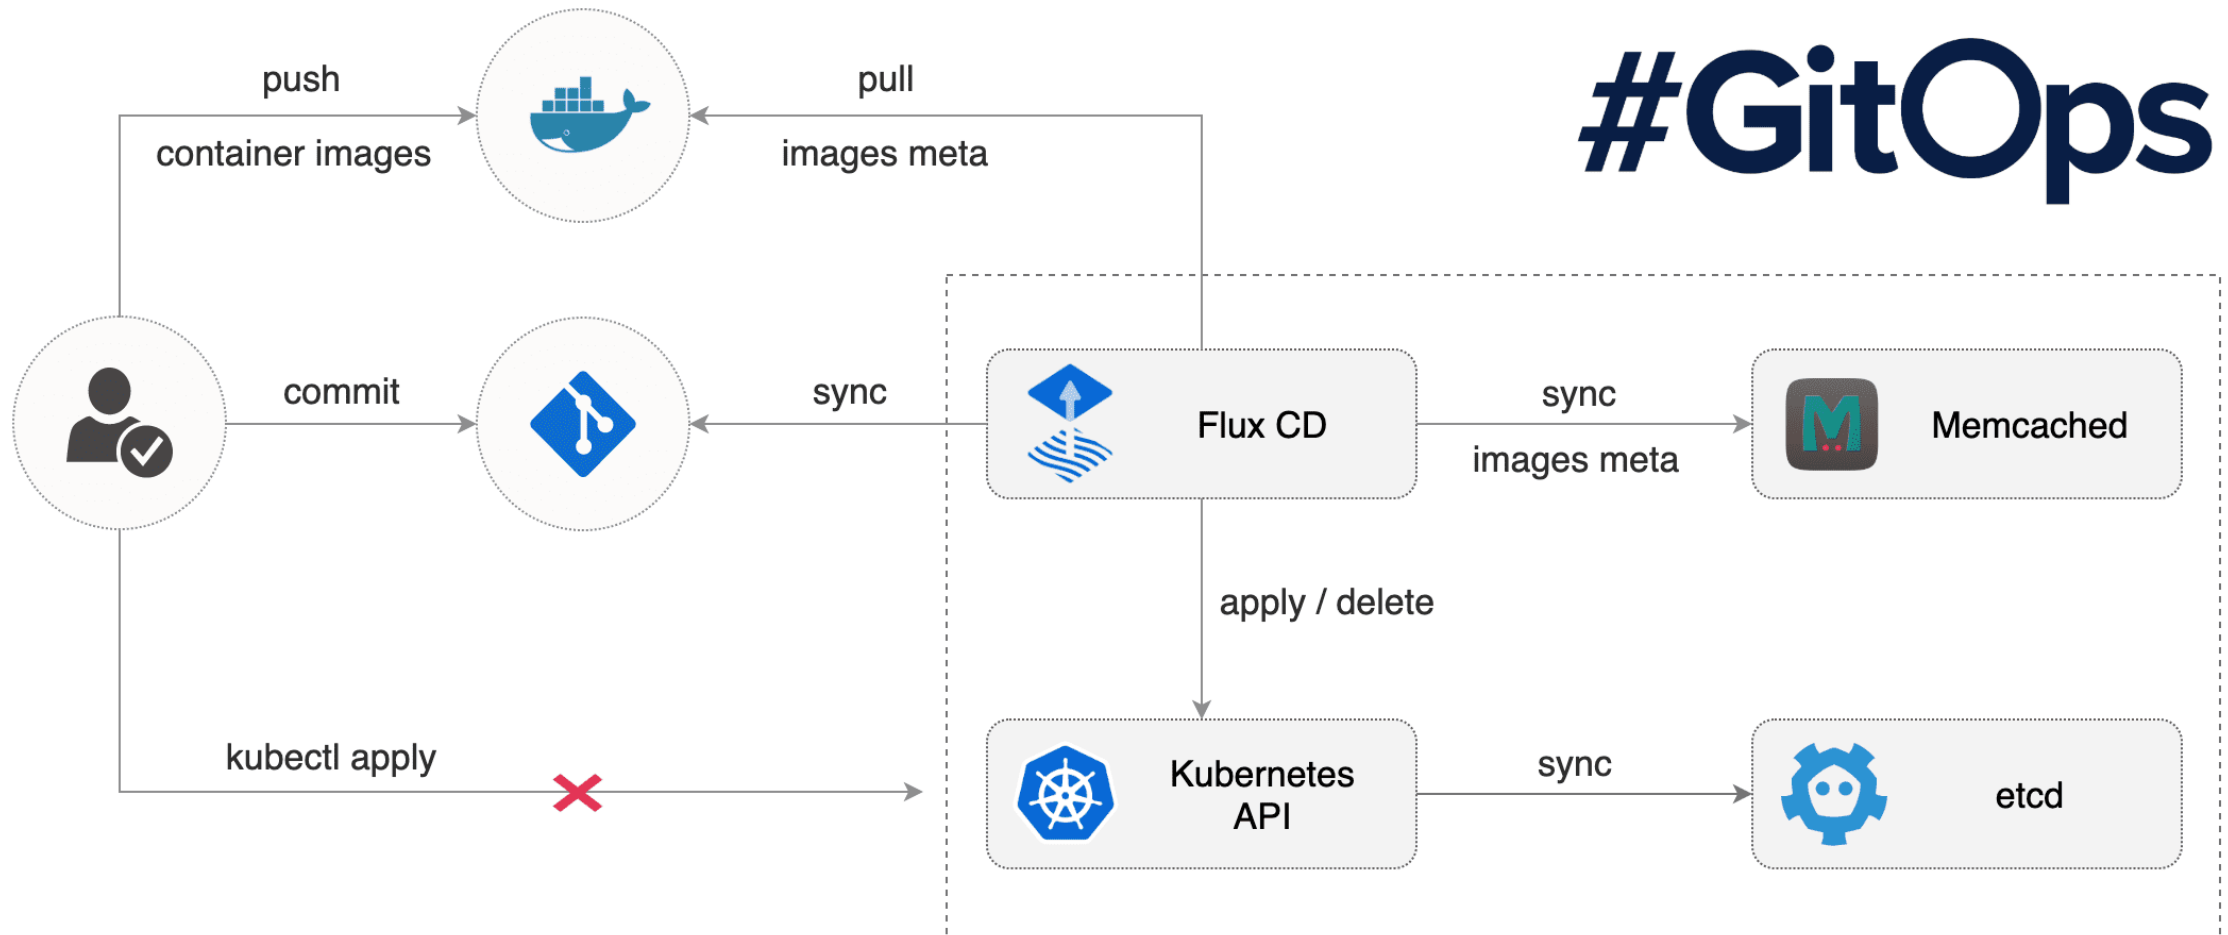 #GitOps
push
container images
pull
images meta
commit
sync
Flux CD
sync
images meta
Memcached
apply / delete
kubectl apply
Kubernetes
API
sync
etcd